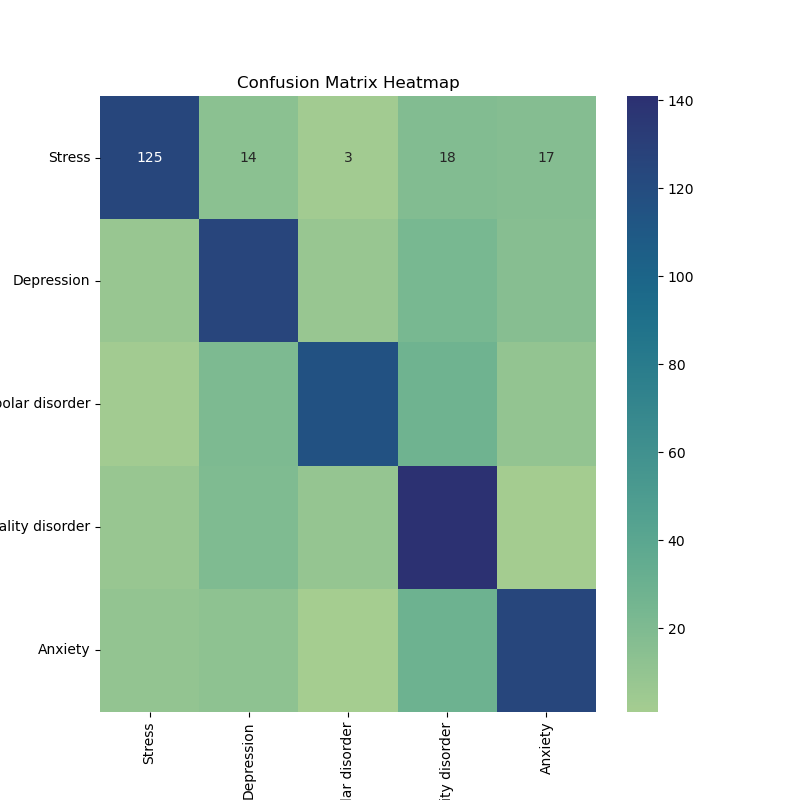 Confusion Matrix Heatmap
Stress
125 14 3 18 17
Depression
polar disorder
ality disorder
Anxiety
Stress
Depression
lar disorder
ity disorder
Anxiety
140
120
100
80
60
40
20